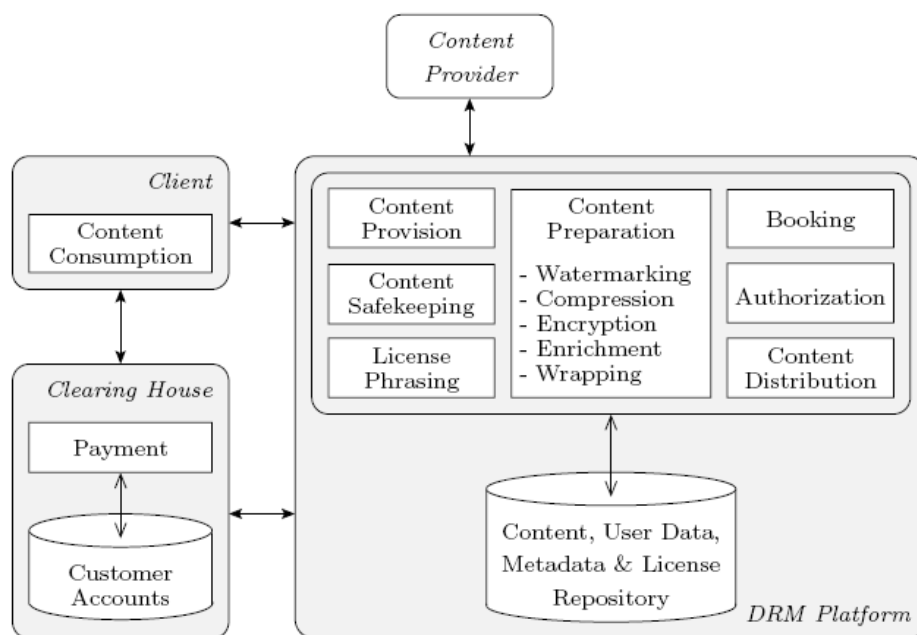 Content
Provider
Client
Content
Consumption
Clearing House
Payment
Customer
Accounts
Content
Provision
Content
Safekeeping
License
Phrasing
Content
Preparation
- Watermarking
- Compression
- Encryption
- Enrichment
- Wrapping
Booking
Authorization
Content
Distribution
Content, User Data,
Metadata & License
Repository
DRM Platform